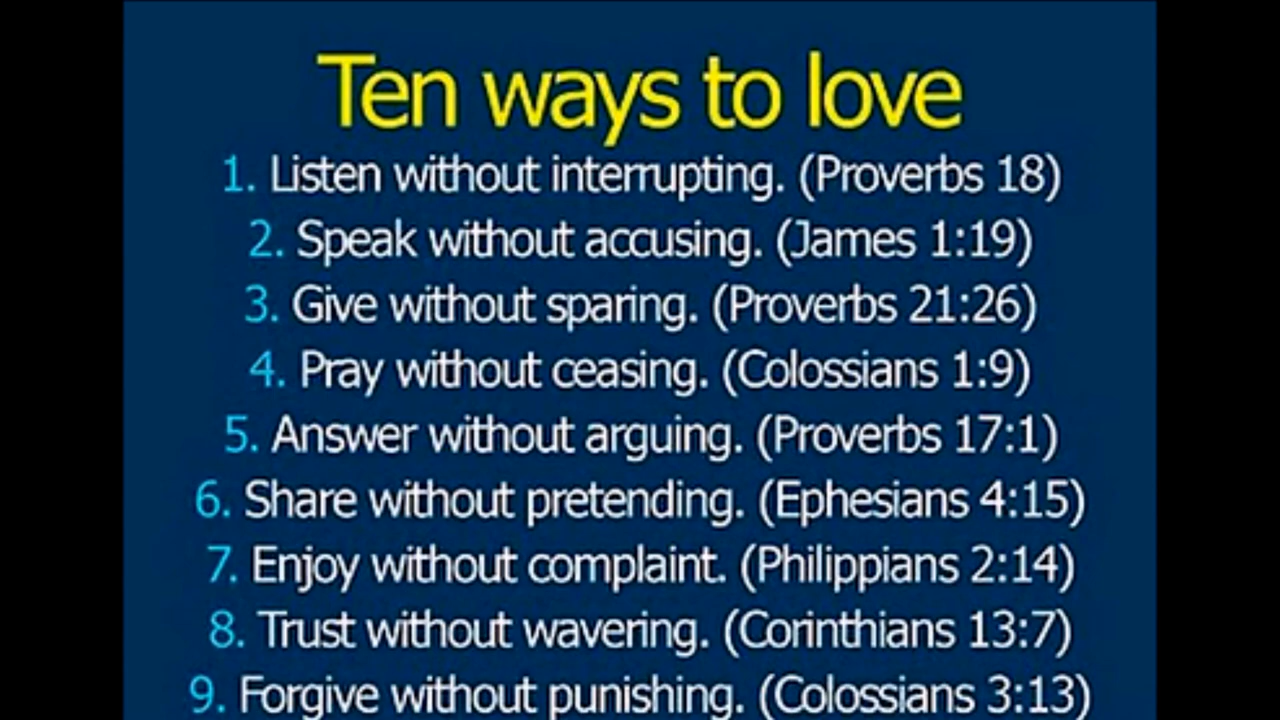 Ten ways to love
1. Listen without interrupting. (Proverbs 18)
2. Speak without accusing. (James 1:19)
3. Give without sparing. (Proverbs 21:26)
4. Pray without ceasing. (Colossians 1:9)
5. Answer without arguing. (Proverbs 17:1)
6. Share without pretending. (Ephesians 4:15)
7. Enjoy without complaint. (Philippians 2:14)
8. Trust without wavering. (Corinthians 13:7)
9. Forgive without punishing. (Colossians 3:13)